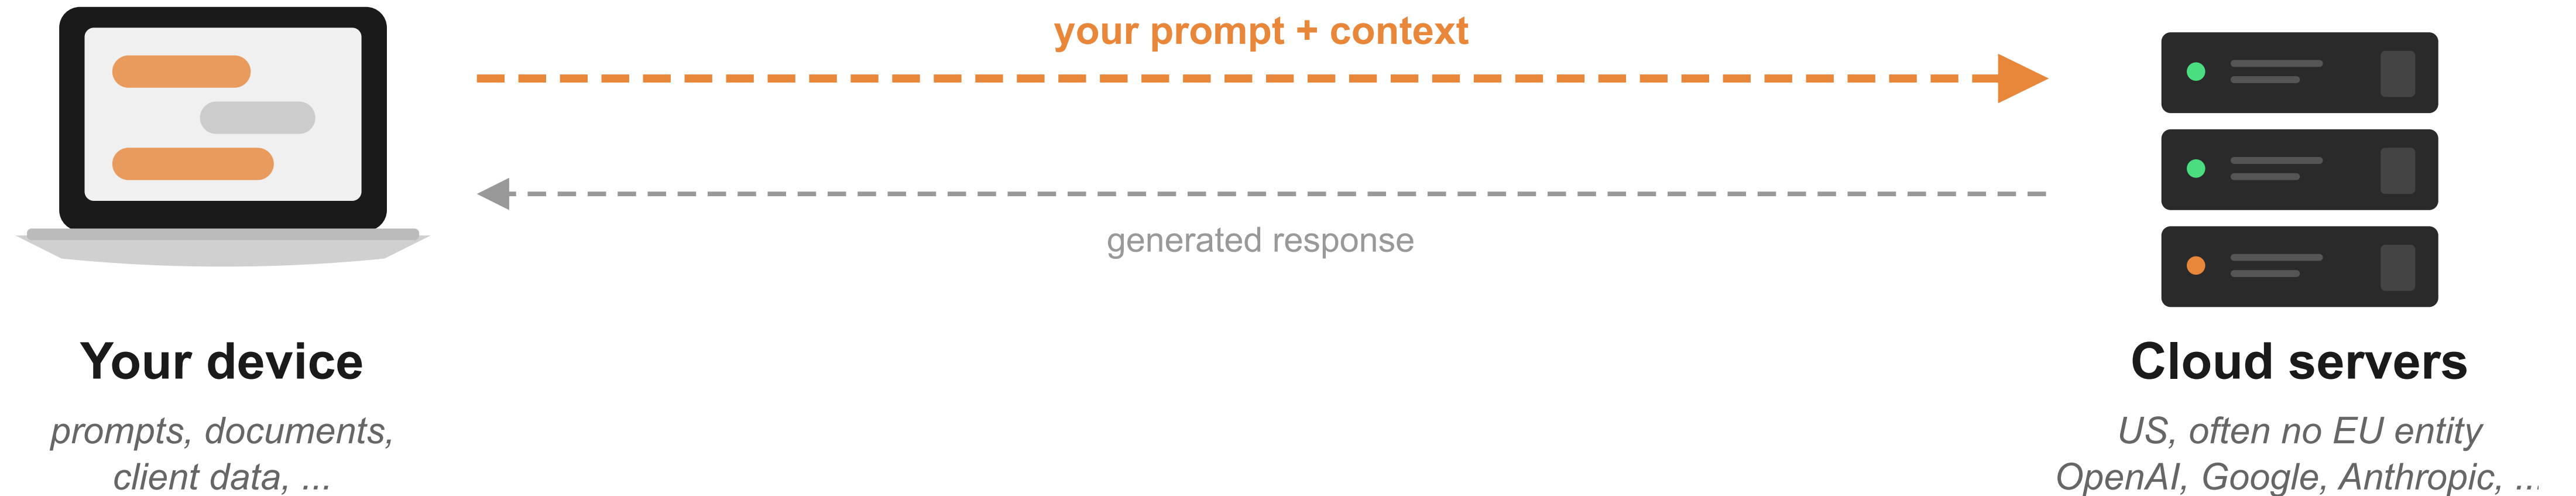 your prompt + context
generated response
Your device
prompts, documents,
client data, ...
Cloud servers
US, often no EU entity
OpenAI, Google, Anthropic, ...